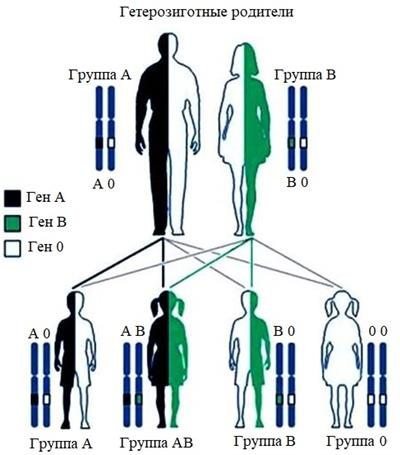 Гетерозиготные родители
Группа А
Группа В
А 0
В 0
Ген А
Ген В
Ген 0
А 0
А В
В 0
0 0
Группа А
Группа АВ
Группа В
Группа 0